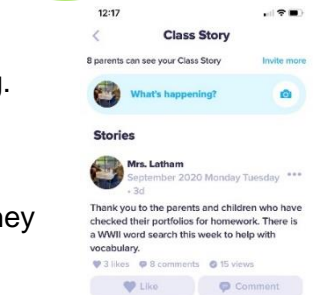 g.
ney
12:17
Class Story
8 parents can see your Class Story Invite more
What's happening?
Stories
Mrs. Latham
September 2020 Monday Tuesday
• 3d
Thank you to the parents and children who have
checked their portfolios for homework. There is
a WWII word search this week to help with
vocabulary.
3 likes 8 comments 15 views
Like Comment